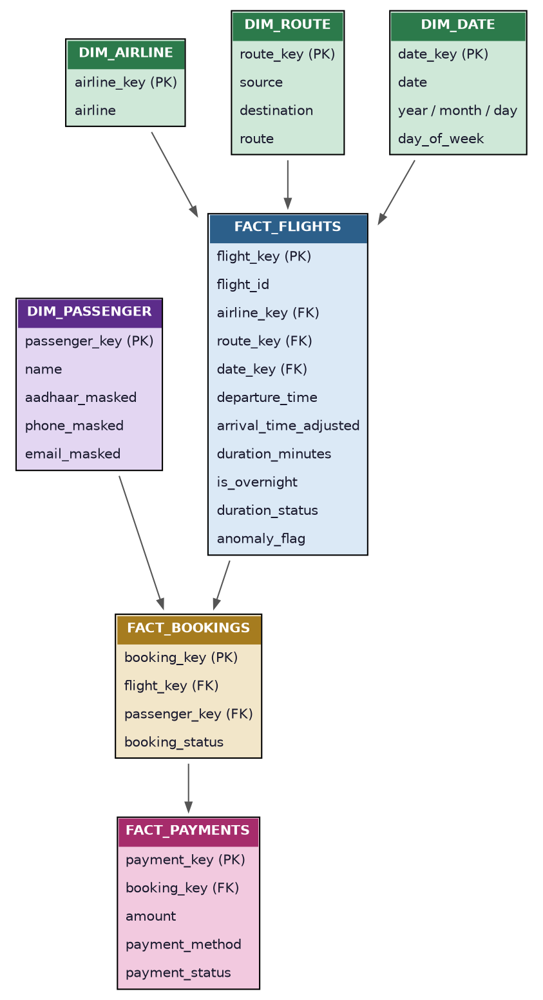 DIM_AIRLINE
airline_key (PK)
airline
DIM_ROUTE
route_key (PK)
source
destination
route
DIM_DATE
date_key (PK)
date
year / month / day
day_of_week
FACT_FLIGHTS
flight_key (PK)
flight_id
airline_key (FK)
route_key (FK)
date_key (FK)
departure_time
arrival_time_adjusted
duration_minutes
is_overnight
duration_status
anomaly_flag
DIM_PASSENGER
passenger_key (PK)
name
aadhaar_masked
phone_masked
email_masked
FACT_BOOKINGS
booking_key (PK)
flight_key (FK)
passenger_key (FK)
booking_status
FACT_PAYMENTS
payment_key (PK)
booking_key (FK)
amount
payment_method
payment_status